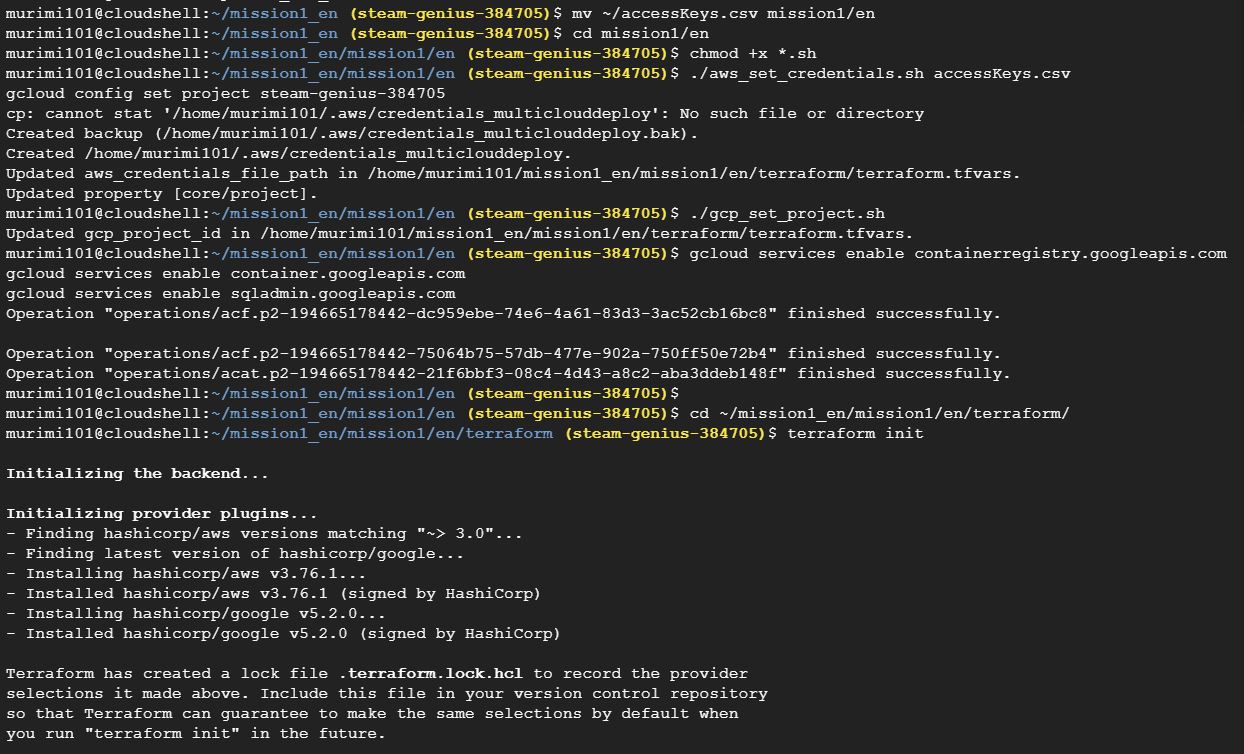 murimi101@cloudshell:~/mission1_en (steam-genius-384705)$ mv ~/accessKeys.csv mission1/en
murimi101@cloudshell:~/mission1_en (steam-genius-384705)$ cd mission1/en
murimi101@cloudshell:~/mission1_en/mission1/en (steam-genius-384705)$ chmod +x *.sh
murimi101@cloudshell:~/mission1_en/mission1/en (steam-genius-384705)$ ./aws_set_credentials.sh accessKeys.csv
gcloud config set project steam-genius-384705
cp: cannot stat '/home/murimi101/.aws/credentials_multiclouddeploy': No such file or directory
Created backup (/home/murimi101/.aws/credentials_multiclouddeploy.bak).
Created /home/murimi101/.aws/credentials_multiclouddeploy.
Updated aws_credentials_file_path in /home/murimi101/mission1_en/mission1/en/terraform/terraform.tfvars.
Updated property [core/project].
murimi101@cloudshell:~/mission1_en/mission1/en (steam-genius-384705)$ ./gcp_set_project.sh
Updated gcp_project_id in /home/murimi101/mission1_en/mission1/en/terraform/terraform.tfvars.
murimi101@cloudshell:~/mission1_en/mission1/en (steam-genius-384705)$ gcloud services enable containerregistry.googleapis.com
gcloud services enable container.googleapis.com
gcloud services enable sqladmin.googleapis.com
Operation "operations/acf.p2-194665178442-dc959ebe-74e6-4a61-83d3-3ac52cb16bc8" finished successfully.
Operation "operations/acf.p2-194665178442-75064b75-57db-477e-902a-750ff50e72b4" finished successfully.
Operation "operations/acat.p2-194665178442-21f6bbf3-08c4-4d43-a8c2-aba3ddeb148f" finished successfully.
murimi101@cloudshell:~/mission1_en/mission1/en (steam-genius-384705)$
murimi101@cloudshell:~/mission1_en/mission1/en (steam-genius-384705)$ cd ~/mission1_en/mission1/en/terraform/
murimi101@cloudshell:~/mission1_en/mission1/en/terraform (steam-genius-384705)$ terraform init
Initializing the backend...
Initializing provider plugins...
- Finding hashicorp/aws versions matching "~> 3.0"...
- Finding latest version of hashicorp/google...
- Installing hashicorp/aws v3.76.1...
- Installed hashicorp/aws v3.76.1 (signed by HashiCorp)
- Installing hashicorp/google v5.2.0...
- Installed hashicorp/google v5.2.0 (signed by HashiCorp)
Terraform has created a lock file .terraform.lock.hcl to record the provider
selections it made above. Include this file in your version control repository
so that Terraform can guarantee to make the same selections by default when
you run "terraform init" in the future.